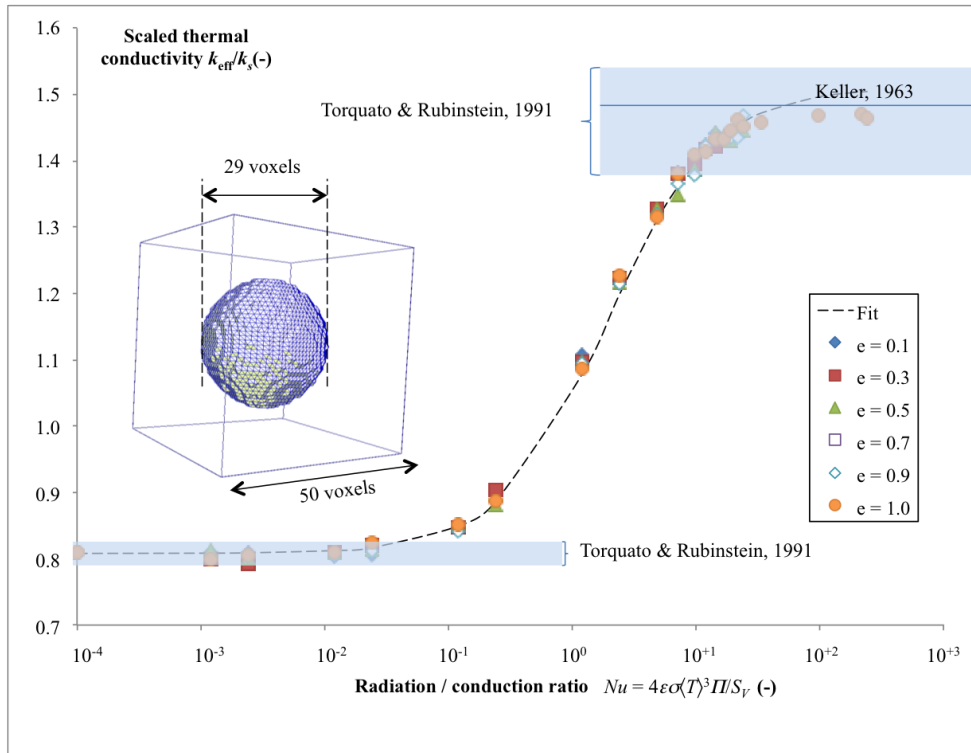 1.6
1.5
1.4
1.3
1.2
1.1
1.0
0.9
0.8
0.7
Scaled thermal
conductivity k_eff/k_s(-)
Torquato & Rubinstein, 1991
Keller, 1963
29 voxels
50 voxels
Fit
e = 0.1
e = 0.3
e = 0.5
e = 0.7
e = 0.9
e = 1.0
Torquato & Rubinstein, 1991
10⁻⁴ 10⁻³ 10⁻² 10⁻¹ 10⁰ 10⁺¹ 10⁺² 10⁺³
Radiation / conduction ratio Nu = 4εσ⟨T⟩³Π/S_V (-)